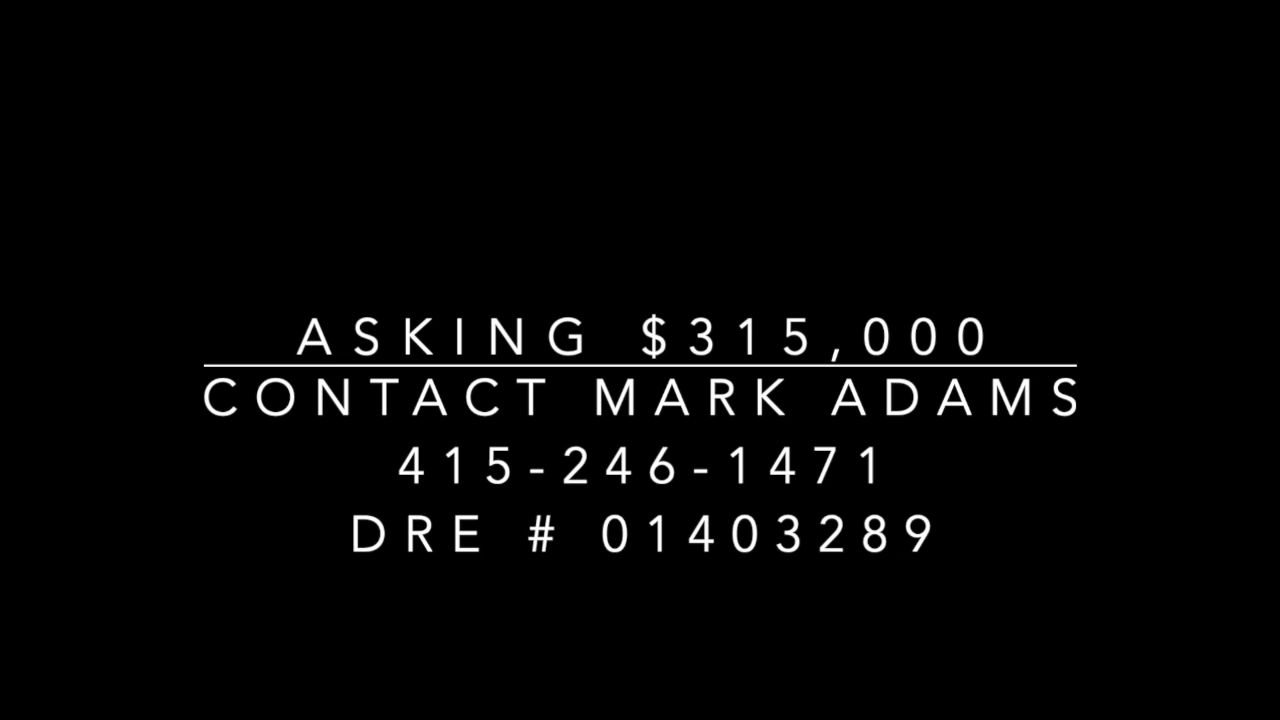 ASKING $315,000
CONTACT MARK ADAMS
415-246-1471
DRE # 01403289